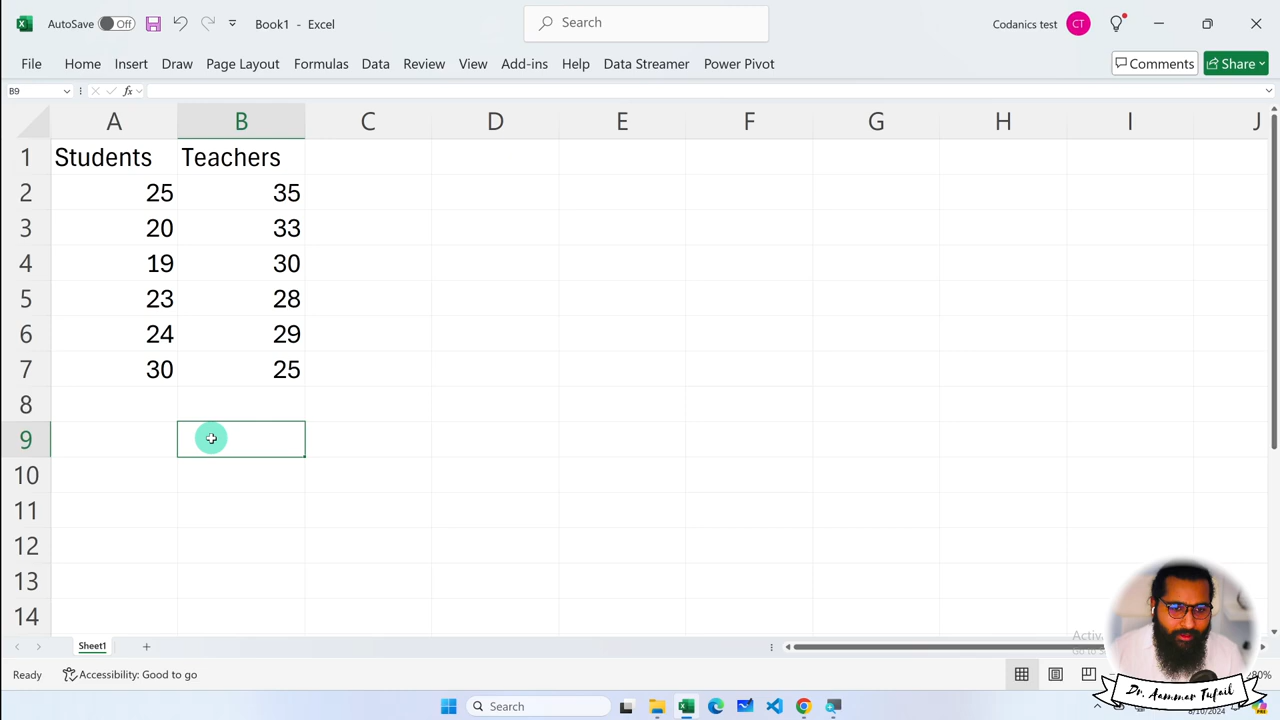 AutoSave Off Book1 - Excel Search Codanics test CT
File Home Insert Draw Page Layout Formulas Data Review View Add-ins Help Data Streamer Power Pivot Comments Share
B9 fx
A B C D E F G H I J
1 Students Teachers
2 25 35
3 20 33
4 19 30
5 23 28
6 24 29
7 30 25
8
9
10
11
12
13
14
Sheet1
Ready Accessibility: Good to go
Search
8/10/2024
Dr. Aammar Tufail